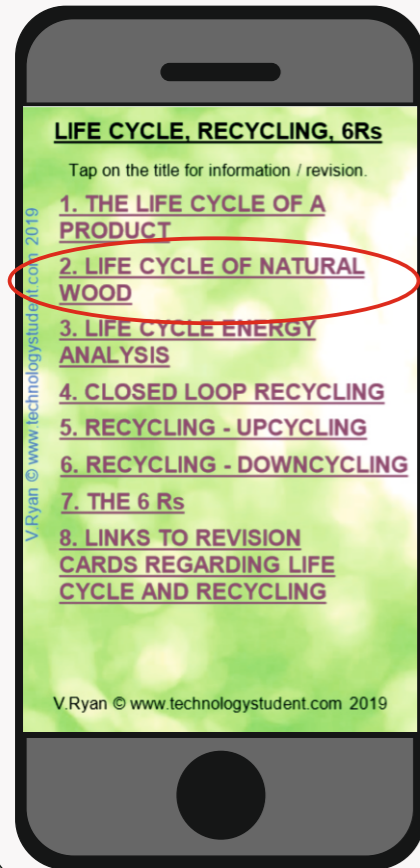 LIFE CYCLE, RECYCLING, 6Rs
Tap on the title for information / revision.
1. THE LIFE CYCLE OF A
PRODUCT
2. LIFE CYCLE OF NATURAL
WOOD
3. LIFE CYCLE ENERGY
ANALYSIS
4. CLOSED LOOP RECYCLING
5. RECYCLING - UPCYCLING
6. RECYCLING - DOWNCYCLING
7. THE 6 Rs
8. LINKS TO REVISION
CARDS REGARDING LIFE
CYCLE AND RECYCLING
V.Ryan © www.technologystudent.com 2019
V.Ryan © www.technologystudent.com 2019